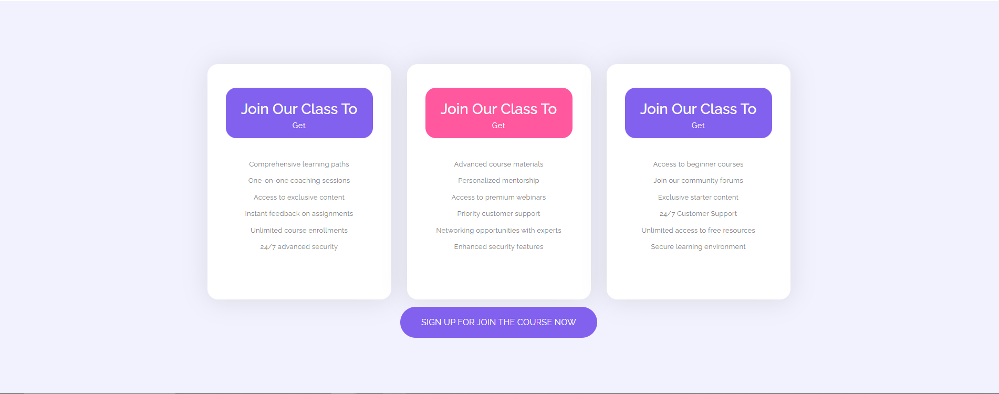 Join Our Class To
Get
Comprehensive learning paths
One-on-one coaching sessions
Access to exclusive content
Instant feedback on assignments
Unlimited course enrollments
24/7 advanced security
Join Our Class To
Get
Advanced course materials
Personalized mentorship
Access to premium webinars
Priority customer support
Networking opportunities with experts
Enhanced security features
Join Our Class To
Get
Access to beginner courses
Join our community forums
Exclusive starter content
24/7 Customer Support
Unlimited access to free resources
Secure learning environment
SIGN UP FOR JOIN THE COURSE NOW